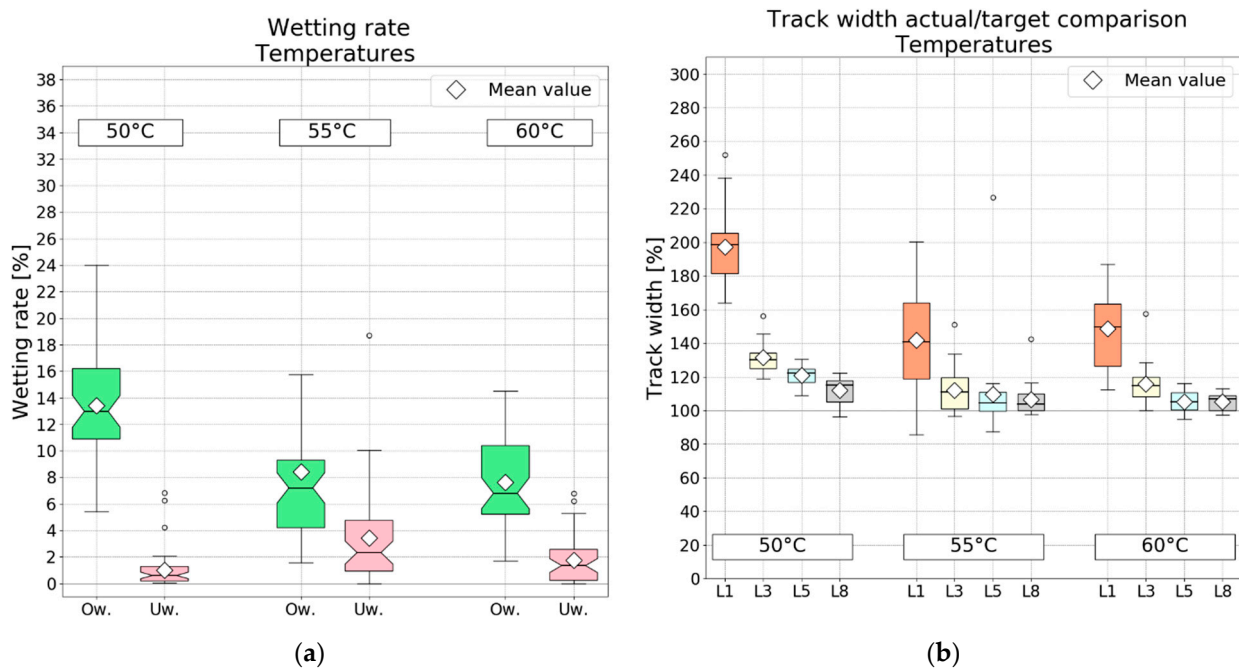 Wetting rate
Temperatures
Mean value
50°C 55°C 60°C
38
36
34
32
30
28
26
24
22
20
18
16
14
12
10
8
6
4
2
0
Wetting rate [%]
Ow. Uw. Ow. Uw. Ow. Uw.
(a)
Track width actual/target comparison
Temperatures
Mean value
300
280
260
240
220
200
180
160
140
120
100
80
60
40
20
0
Track width [%]
50°C 55°C 60°C
L1 L3 L5 L8 L1 L3 L5 L8 L1 L3 L5 L8
(b)